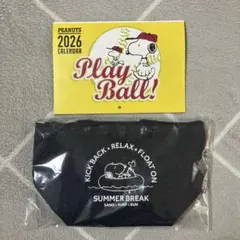 PEANUTS
2026
CALENDAR
Play
Ball!
KICK BACK • RELAX • FLOAT ON
SUMMER BREAK
SAND • SURF • SUN